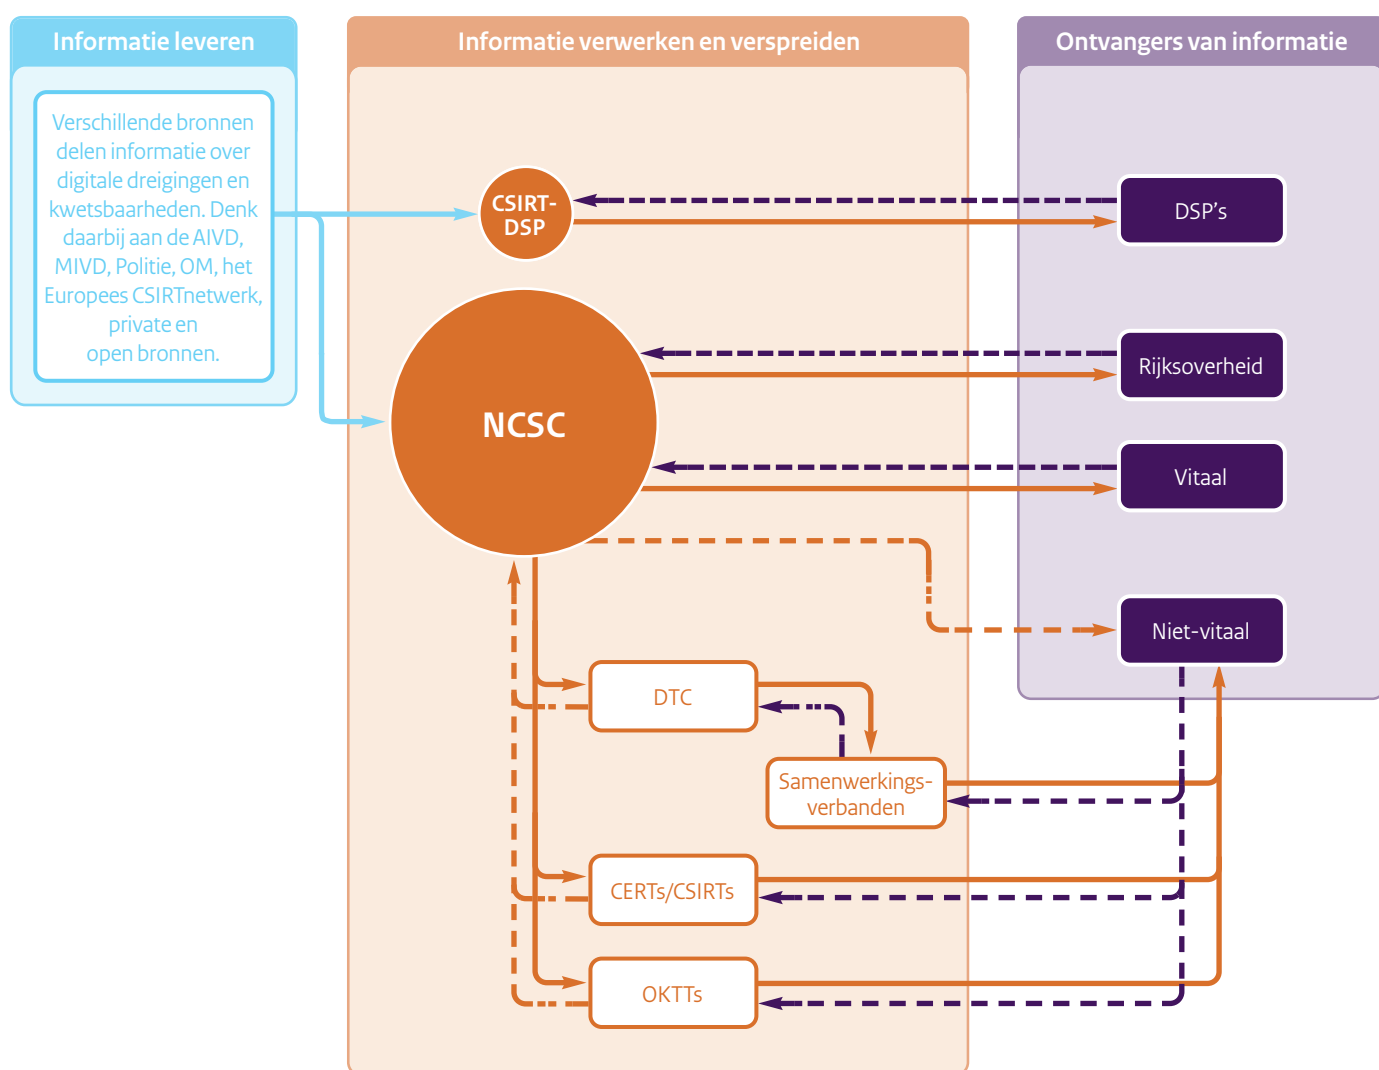 Informatie leveren
Verschillende bronnen
delen informatie over
digitale dreigingen en
kwetsbaarheden. Denk
daarbij aan de AIVD,
MIVD, Politie, OM, het
Europees CSIRTnetwerk,
private en
open bronnen.
Informatie verwerken en verspreiden
CSIRT-
DSP
NCSC
DTC
Samenwerkings-
verbanden
CERTs/CSIRTs
OKTTs
Ontvangers van informatie
DSP's
Rijksoverheid
Vitaal
Niet-vitaal